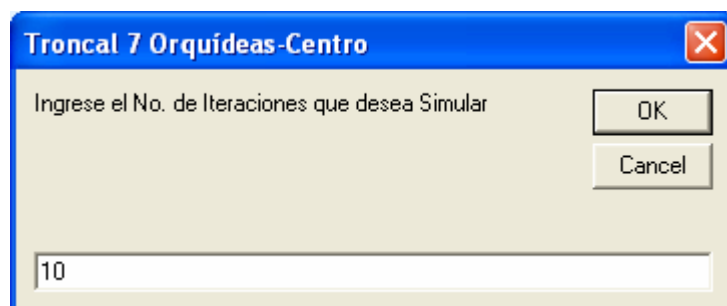 Troncal 7 Orquídeas-Centro
Ingrese el No. de Iteraciones que desea Simular
OK
Cancel
10